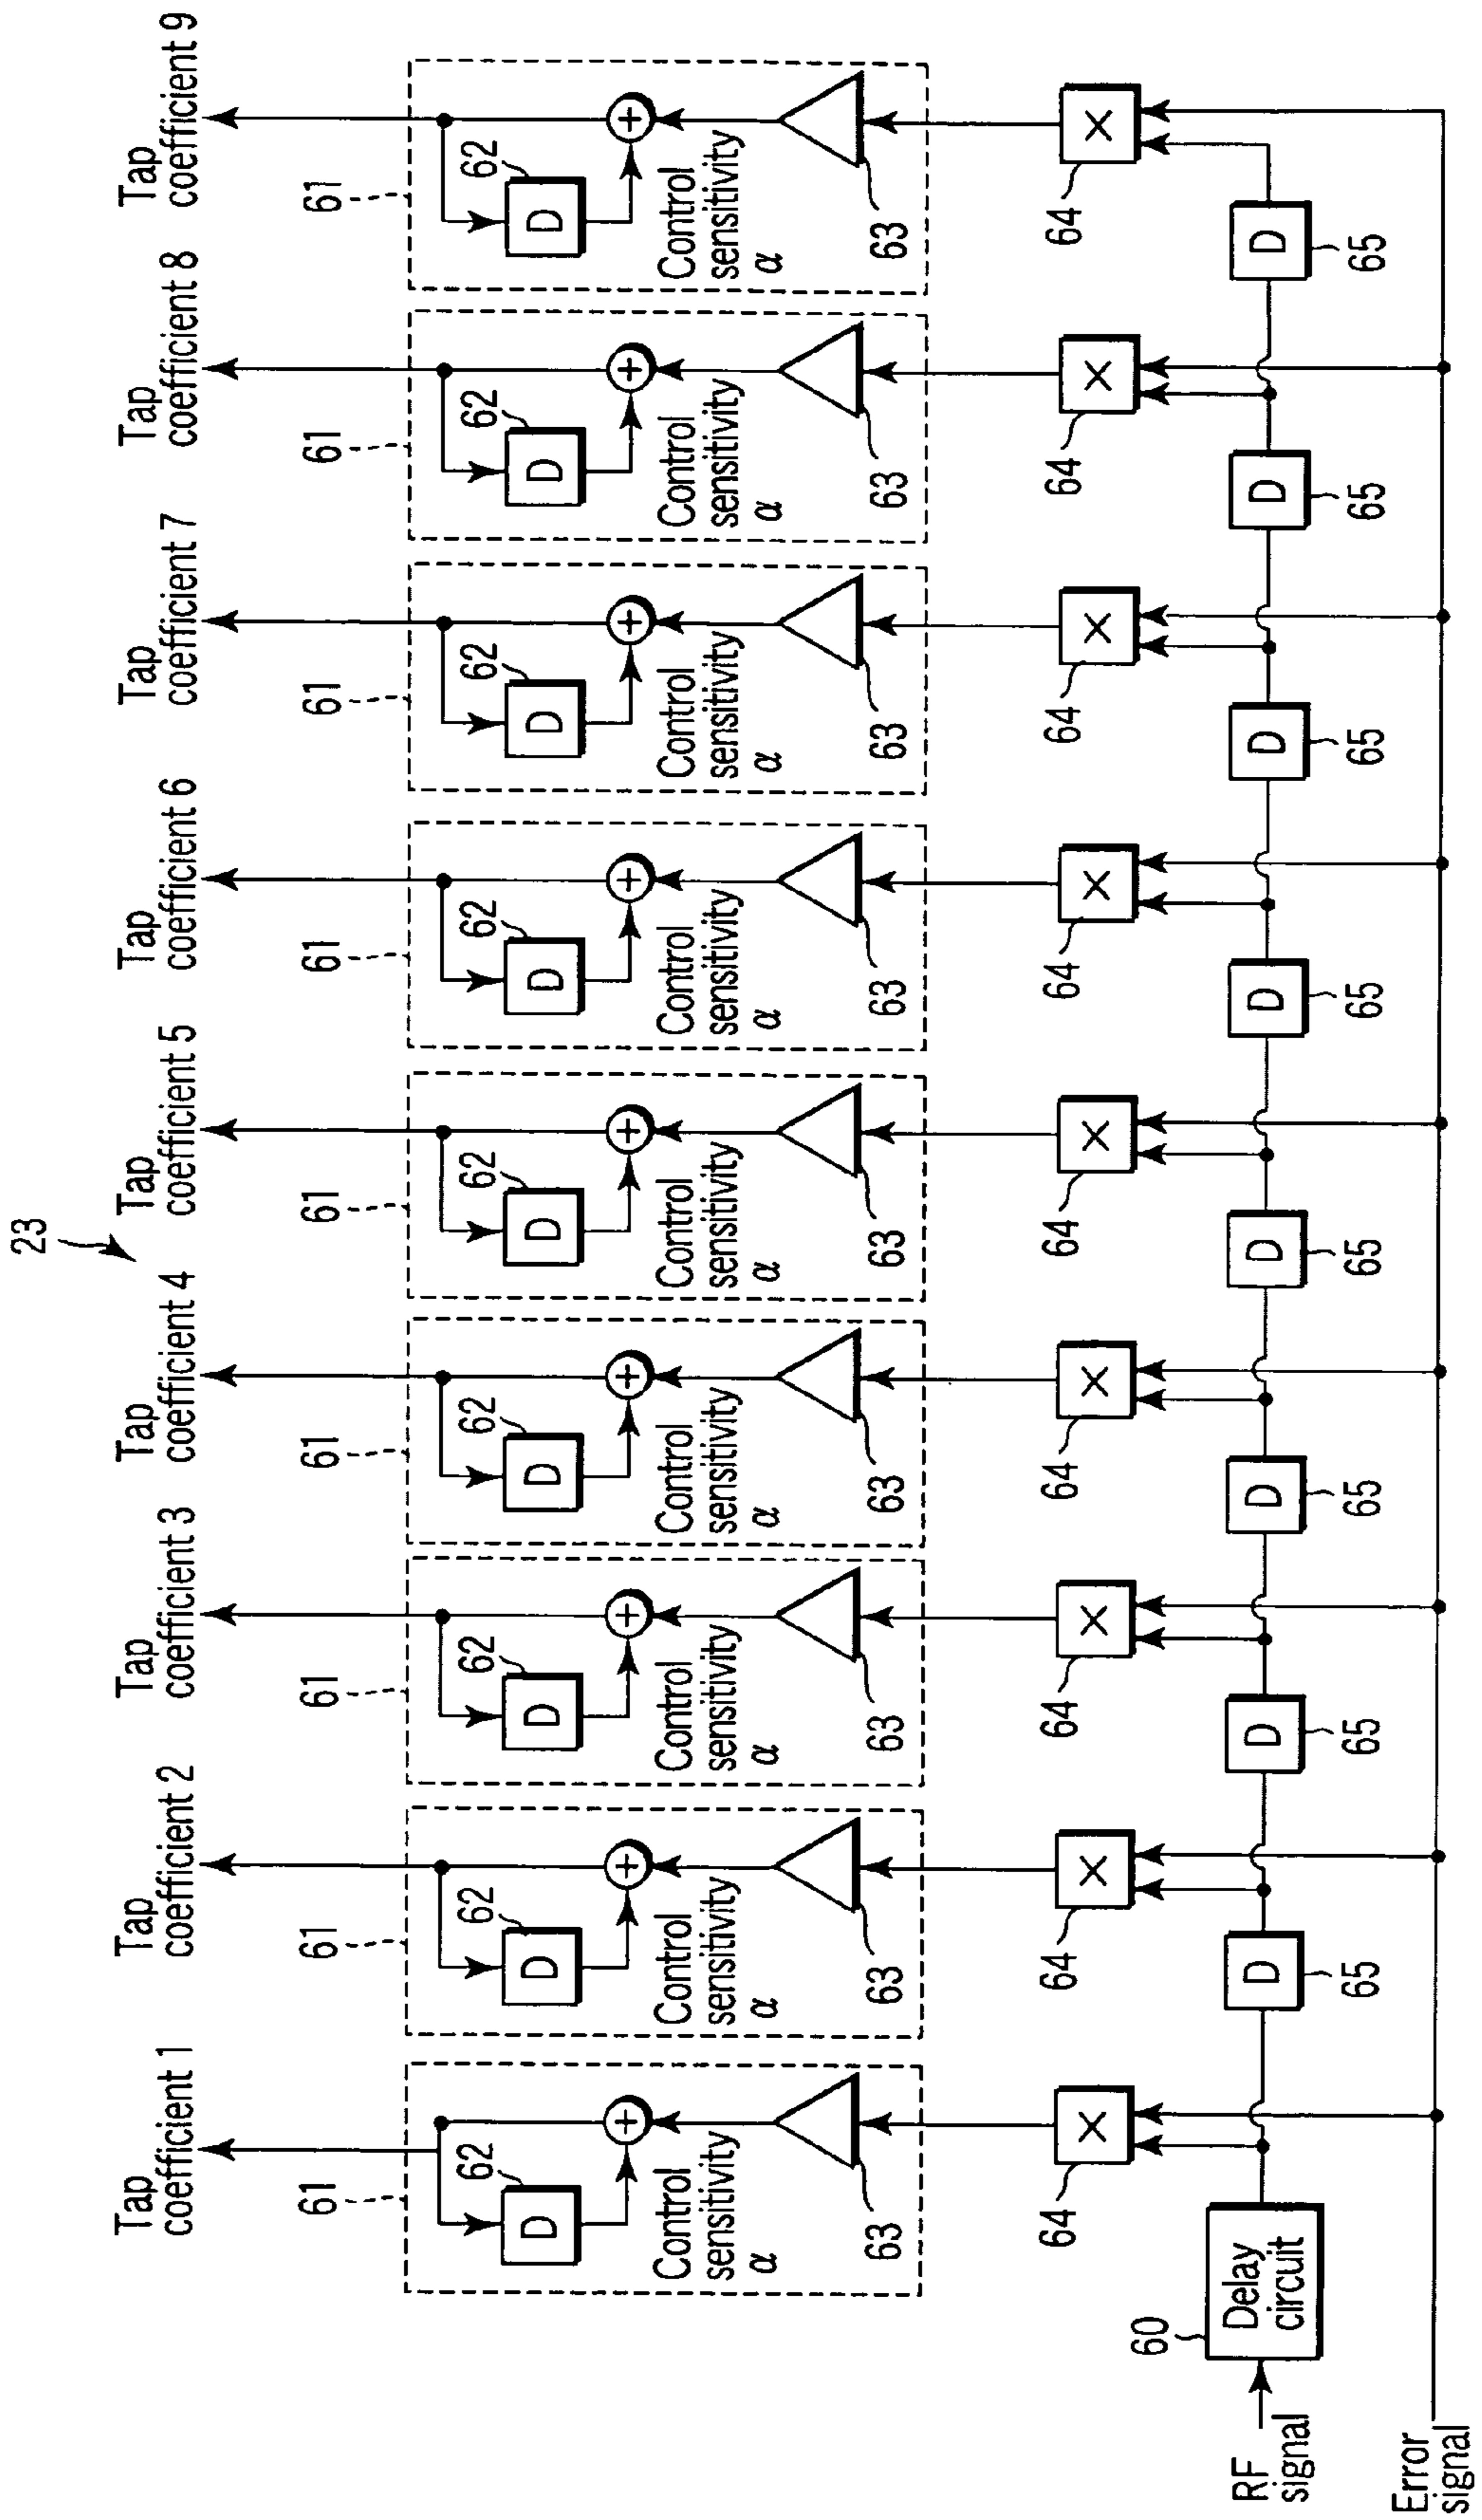 23
Tap
coefficient 1
Tap
coefficient 2
Tap
coefficient 3
Tap
coefficient 4
Tap
coefficient 5
Tap
coefficient 6
Tap
coefficient 7
Tap
coefficient 8
Tap
coefficient 9
61
61
61
61
61
61
61
61
61
62
62
62
62
62
62
62
62
62
D
D
D
D
D
D
D
D
D
+
+
+
+
+
+
+
+
+
Control
sensitivity
α
Control
sensitivity
α
Control
sensitivity
α
Control
sensitivity
α
Control
sensitivity
α
Control
sensitivity
α
Control
sensitivity
α
Control
sensitivity
α
Control
sensitivity
α
63
63
63
63
63
63
63
63
63
64
64
64
64
64
64
64
64
64
X
X
X
X
X
X
X
X
X
60
RF
signal
Delay
circuit
D
D
D
D
D
D
D
D
65
65
65
65
65
65
65
65
Error
signal